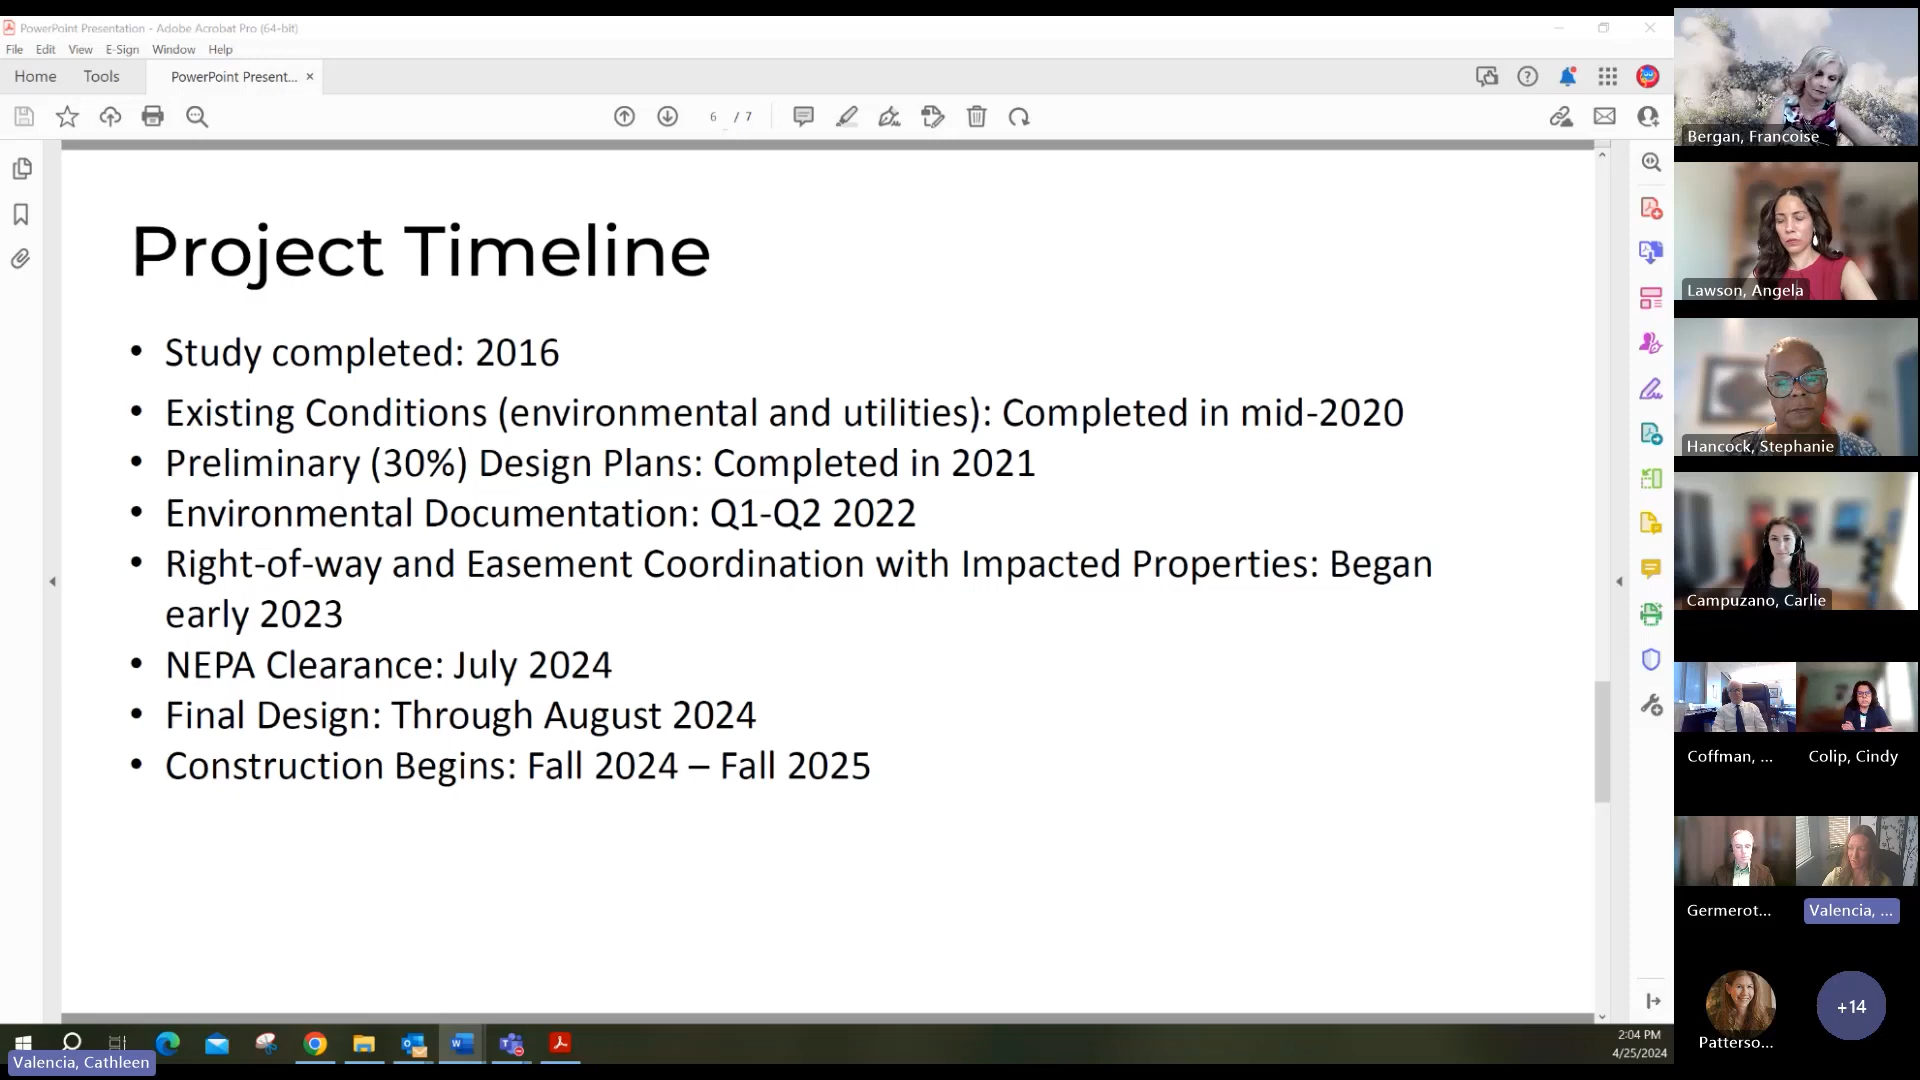 PowerPoint Presentation - Adobe Acrobat Pro (64-bit)
File Edit View E-Sign Window Help
Home Tools PowerPoint Present... ×
6 / 7
Project Timeline
• Study completed: 2016
• Existing Conditions (environmental and utilities): Completed in mid-2020
• Preliminary (30%) Design Plans: Completed in 2021
• Environmental Documentation: Q1-Q2 2022
• Right-of-way and Easement Coordination with Impacted Properties: Began
early 2023
• NEPA Clearance: July 2024
• Final Design: Through August 2024
• Construction Begins: Fall 2024 – Fall 2025
Bergan, Francoise
Lawson, Angela
Hancock, Stephanie
Campuzano, Carlie
Coffman, ...
Colip, Cindy
Germerot...
Valencia, ...
Patterso...
+14
2:04 PM
4/25/2024
Valencia, Cathleen